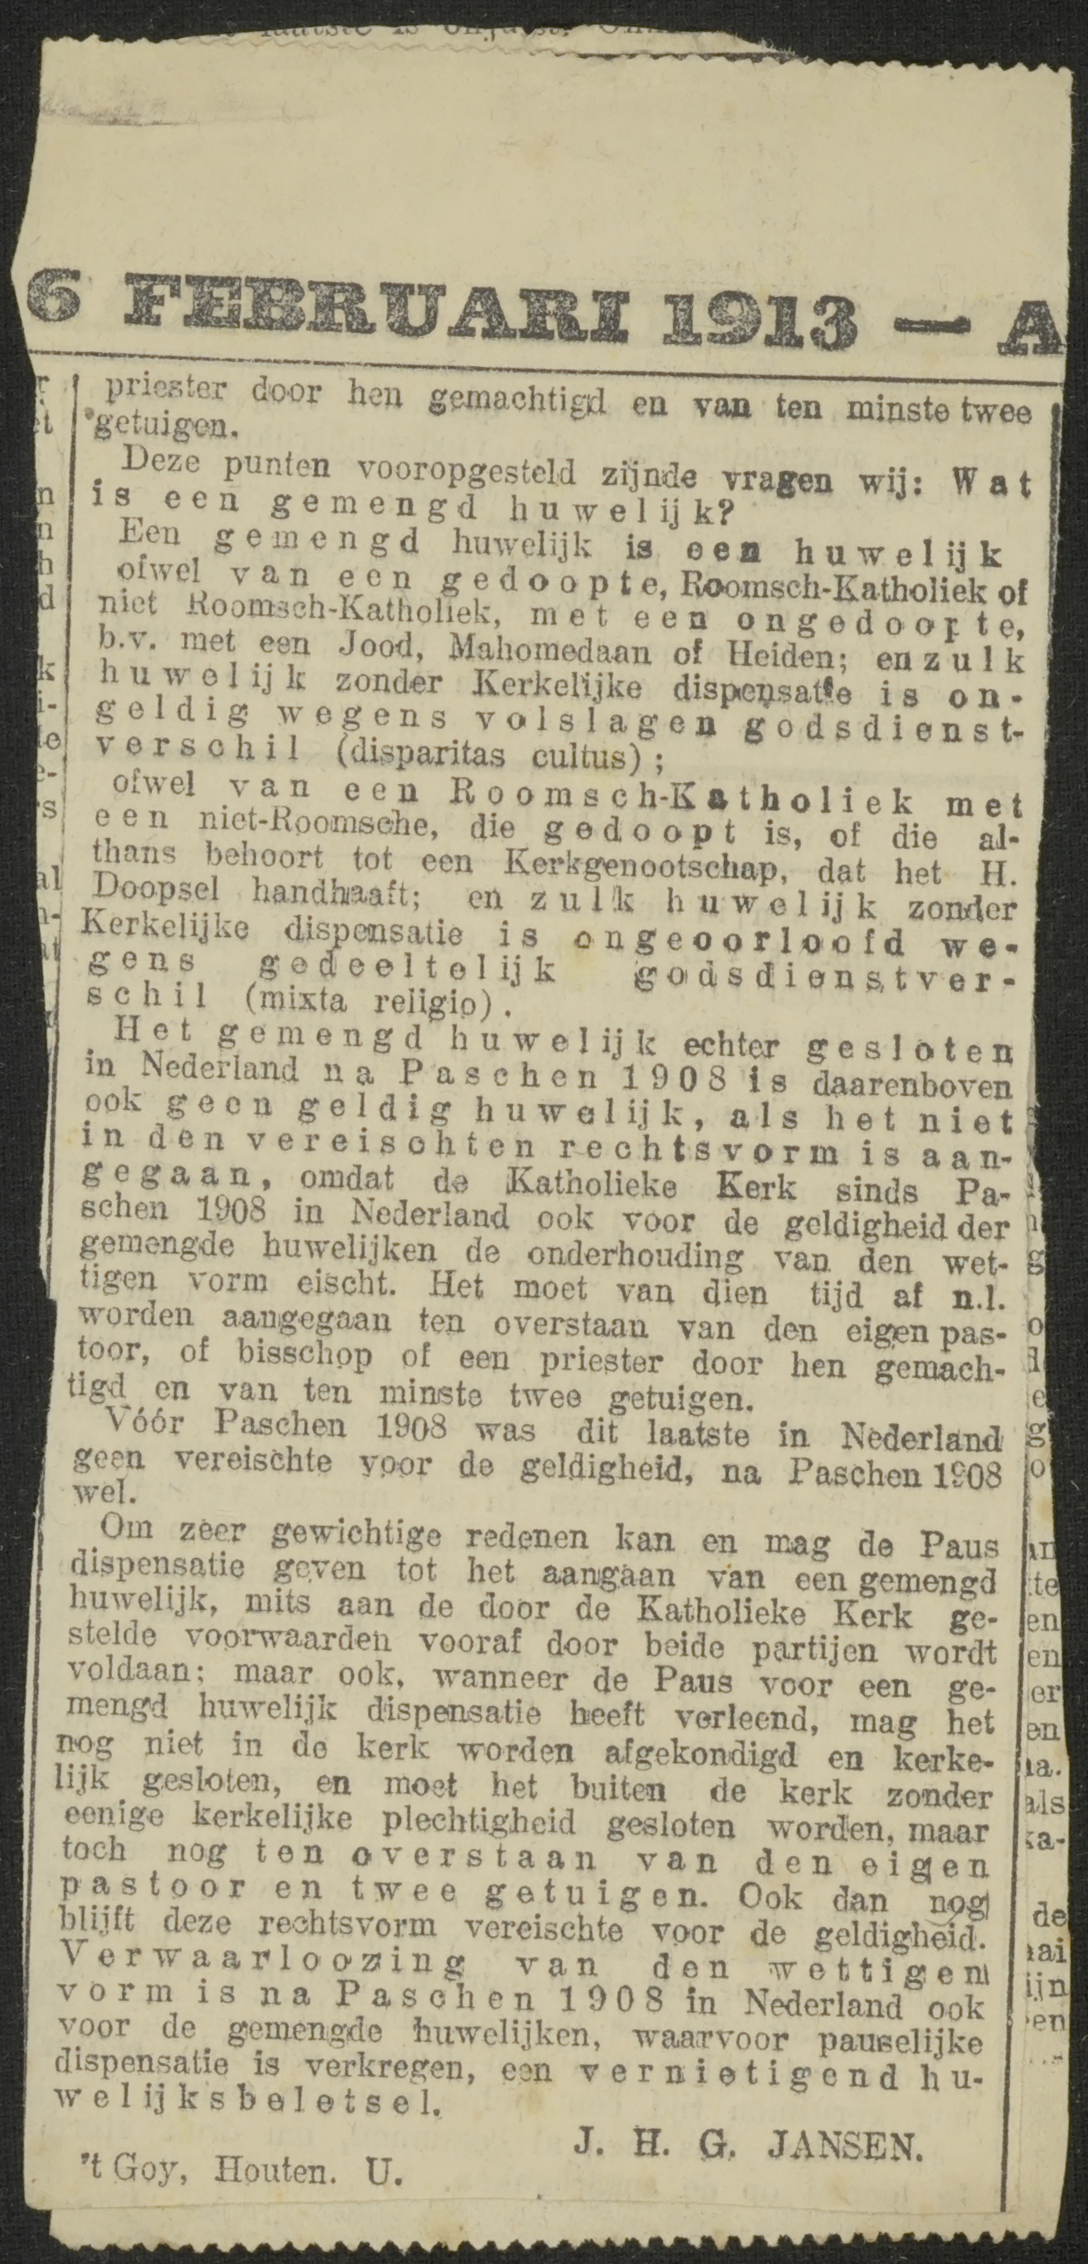 6 FEBRUARI 1913 — A
priester door hen gemachtigd en van ten minste twee
getuigen.
Deze punten vooropgesteld zijnde vragen wij: Wat
is een gemengd huwelijk?
Een gemengd huwelijk is een huwelijk
ofwel van een gedoopte, Roomsch-Katholiek of
niet Roomsch-Katholiek, met een ongedoopte,
b.v. met een Jood, Mahomedaan of Heiden; en zulk
huwelijk zonder Kerkelijke dispensatie is on-
geldig wegens volslagen godsdienst-
verschil (disparitas cultus);
ofwel van een Roomsch-Katholiek met
een niet-Roomsche, die gedoopt is, of die al-
thans behoort tot een Kerkgenootschap, dat het H.
Doopsel handhaaft; en zulk huwelijk zonder
Kerkelijke dispensatie is ongeoorloofd we-
gens gedeeltelijk godsdienstver-
schil (mixta religio).
Het gemengd huwelijk echter gesloten
in Nederland na Paschen 1908 is daarenboven
ook geen geldig huwelijk, als het niet
in den vereischten rechtsvorm is aan-
gegaan, omdat de Katholieke Kerk sinds Pa-
schen 1908 in Nederland ook voor de geldigheid der
gemengde huwelijken de onderhouding van den wet-
tigen vorm eischt. Het moet van dien tijd af n.l.
worden aangegaan ten overstaan van den eigen pas-
toor, of bisschop of een priester door hen gemach-
tigd en van ten minste twee getuigen.
Vóór Paschen 1908 was dit laatste in Nederland
geen vereischte voor de geldigheid, na Paschen 1908
wel.
Om zeer gewichtige redenen kan en mag de Paus
dispensatie geven tot het aangaan van een gemengd
huwelijk, mits aan de door de Katholieke Kerk ge-
stelde voorwaarden vooraf door beide partijen wordt
voldaan; maar ook, wanneer de Paus voor een ge-
mengd huwelijk dispensatie heeft verleend, mag het
nog niet in de kerk worden afgekondigd en kerke-
lijk gesloten, en moet het buiten de kerk zonder
eenige kerkelijke plechtigheid gesloten worden, maar
toch nog ten overstaan van den eigen
pastoor en twee getuigen. Ook dan nog
blijft deze rechtsvorm vereischte voor de geldigheid.
Verwaarloozing van den wettigen
vorm is na Paschen 1908 in Nederland ook
voor de gemengde huwelijken, waarvoor pauselijke
dispensatie is verkregen, een vernietigend hu-
welijksbeletsel.
J. H. G. JANSEN.
't Goy, Houten. U.